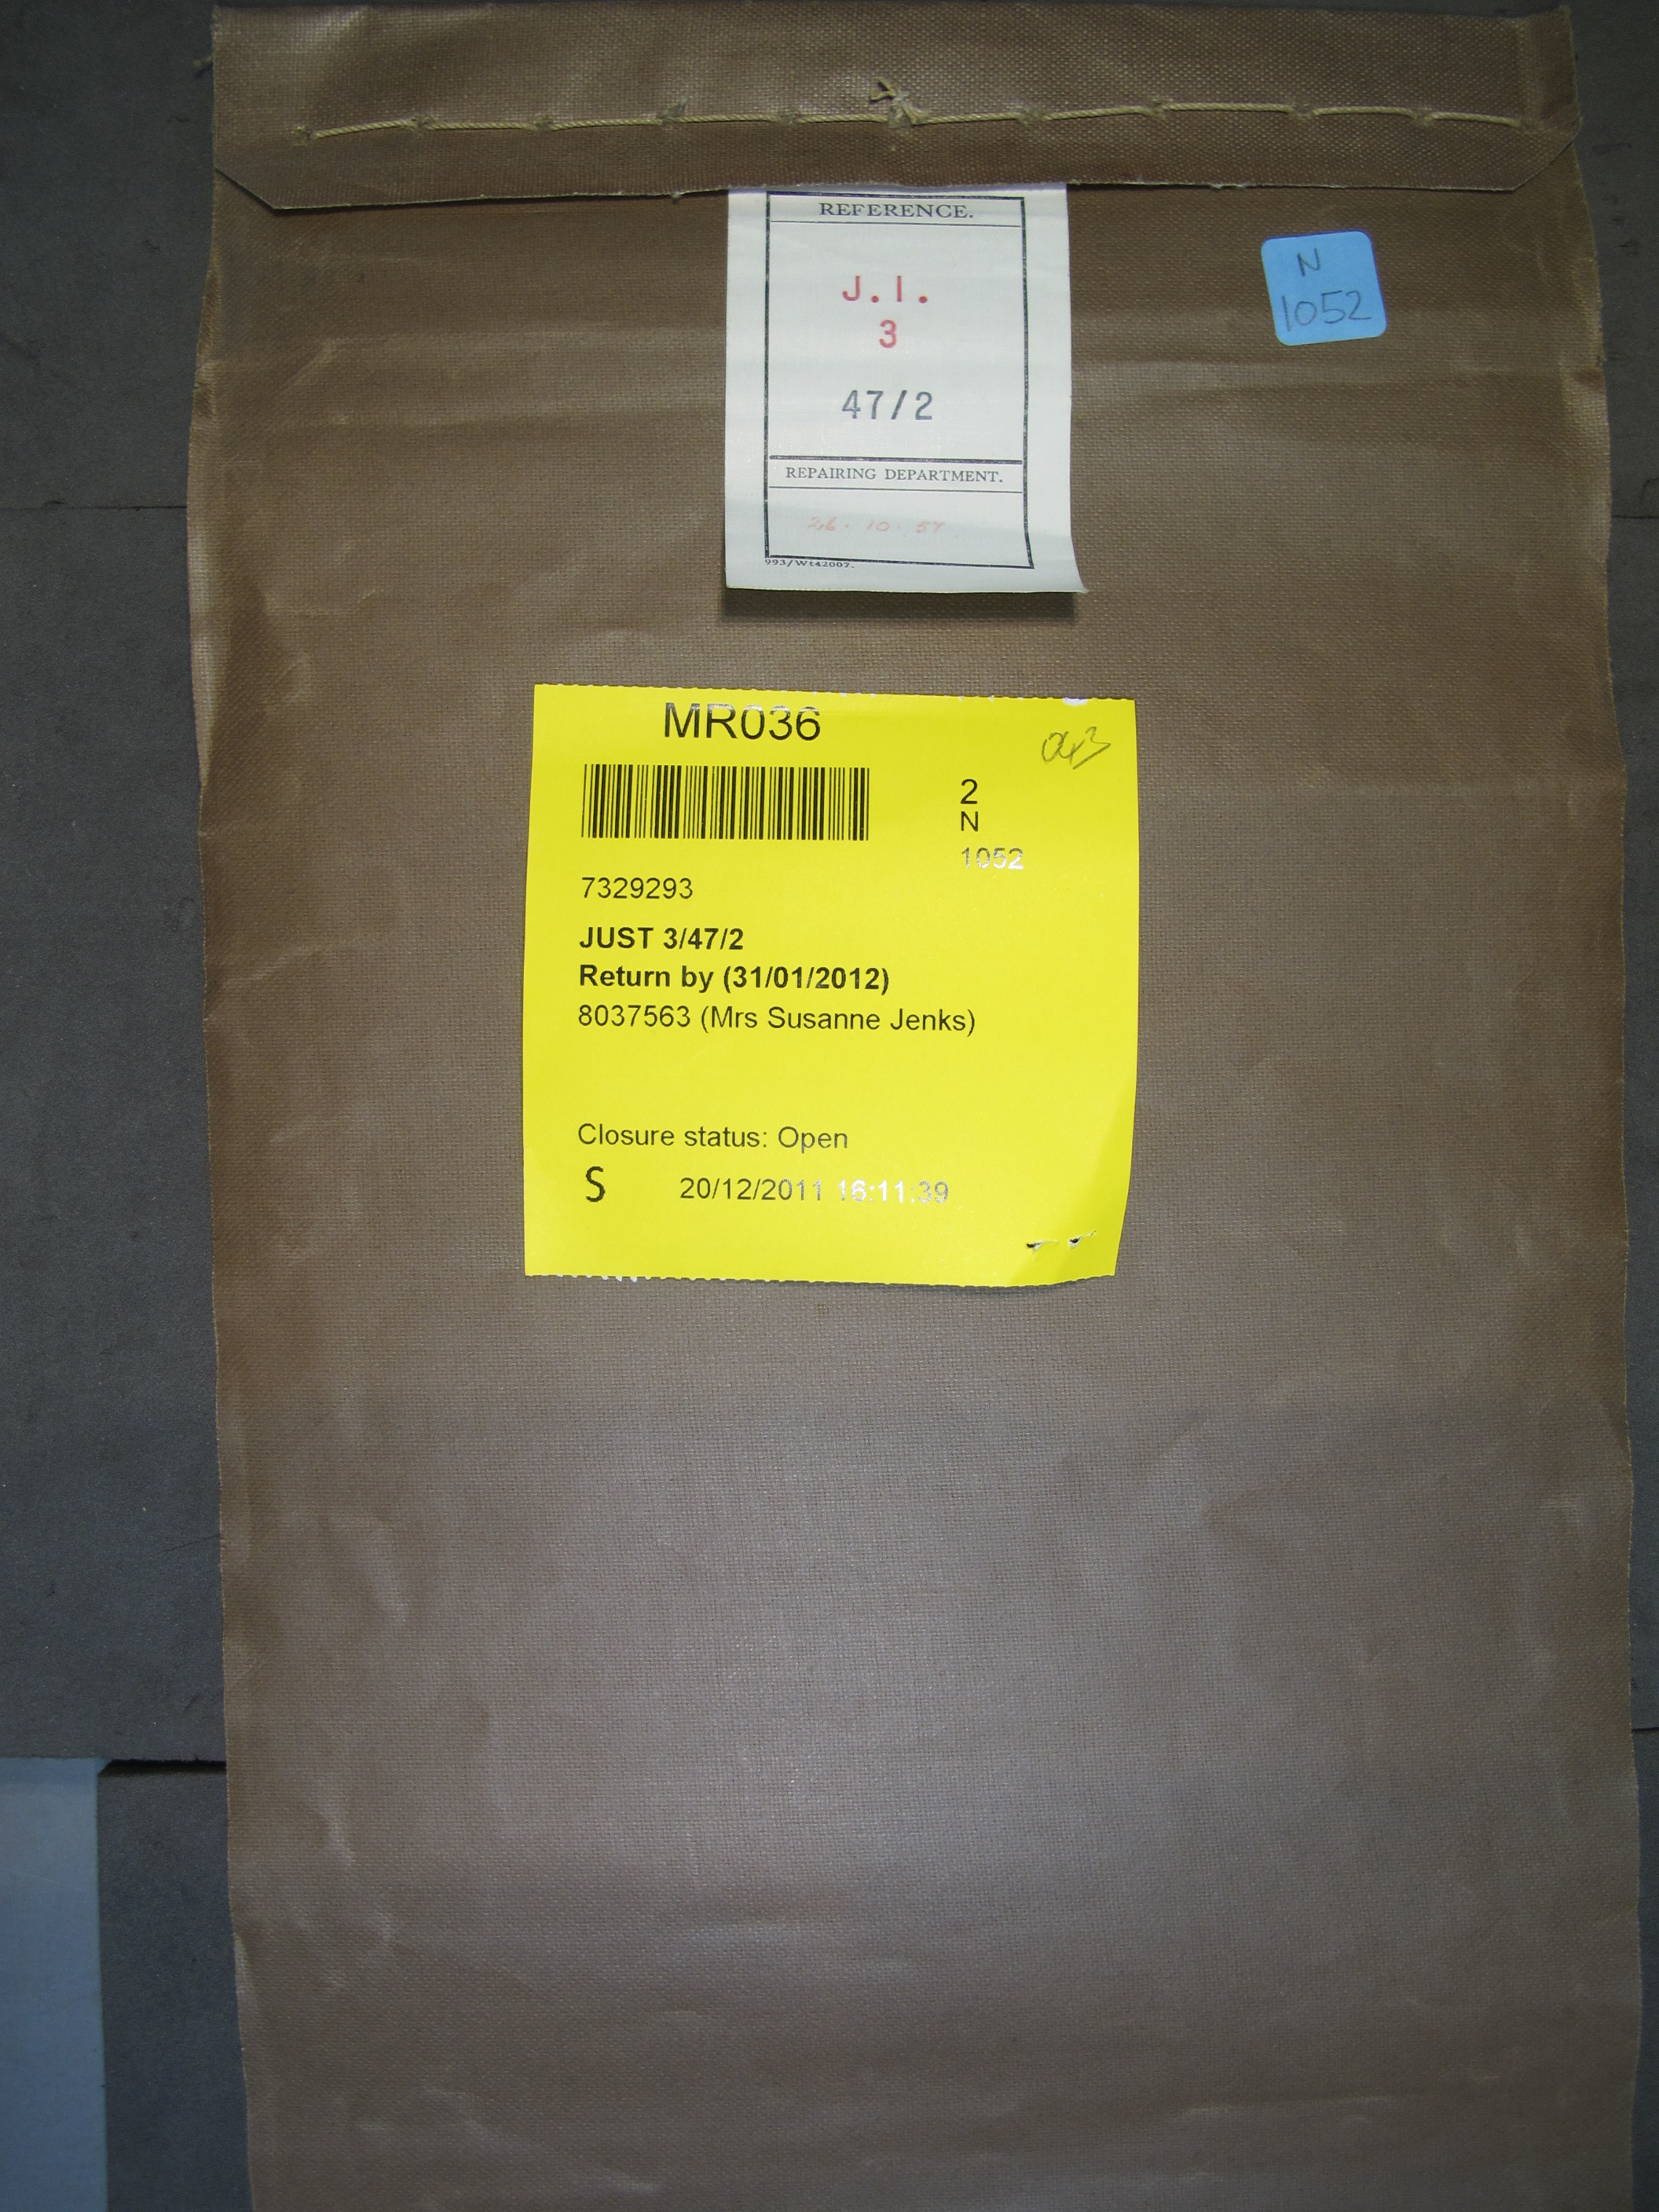 REFERENCE.
J.I.
3
47/2
REPAIRING DEPARTMENT.
26.10.57
993/Wt42007.
N
1052
MR036
2
N
1052
7329293
JUST 3/47/2
Return by (31/01/2012)
8037563 (Mrs Susanne Jenks)
Closure status: Open
S 20/12/2011 16:11:39